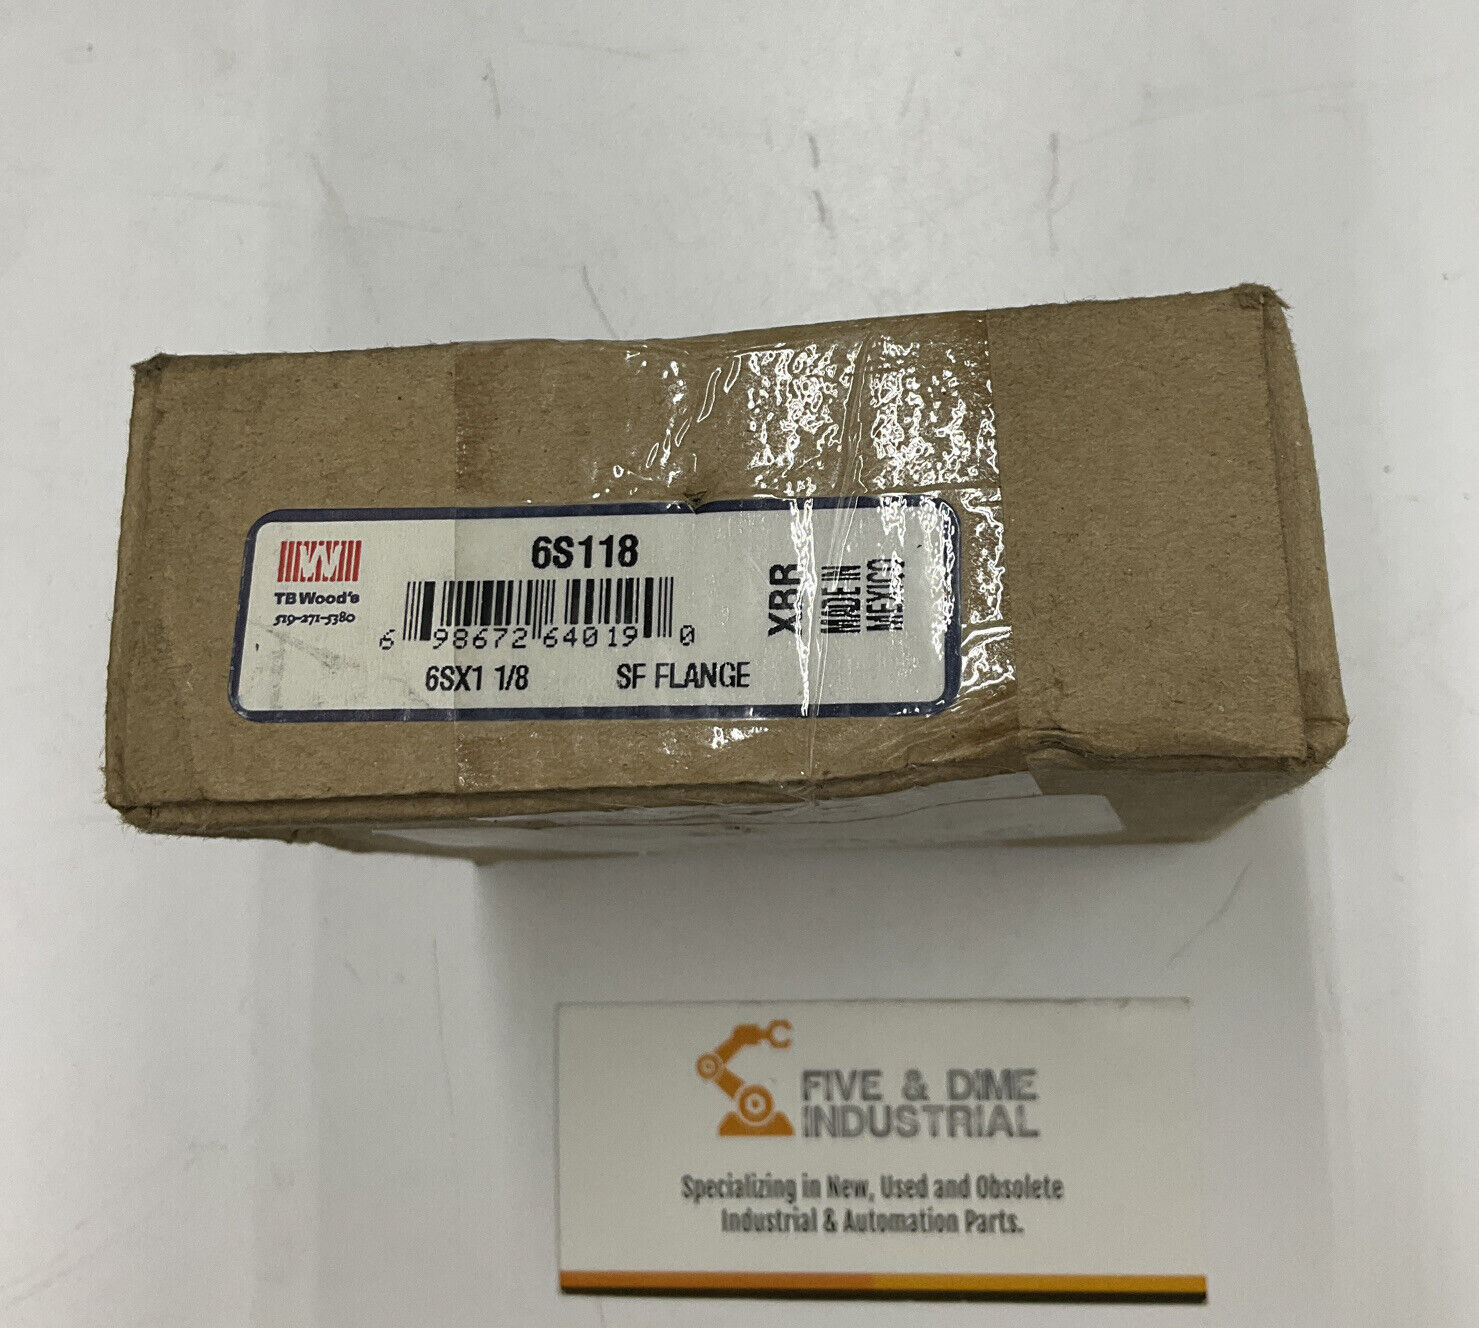 6S118
TB Wood's
519-271-5380
6 98672 64019 0
6SX1 1/8 SF FLANGE
XBR
MADE IN
MEXICO
FIVE & DIME
INDUSTRIAL
Specializing in New, Used and Obsolete
Industrial & Automation Parts.